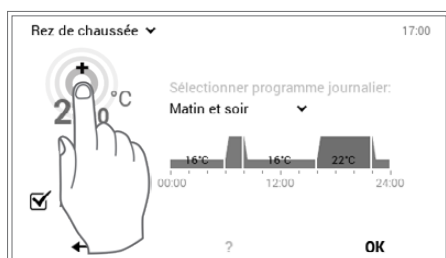 Rez de chaussée
17:00
+
°C
Sélectionner programme journalier:
Matin et soir
16°C 16°C 22°C
00:00 12:00 24:00
?
OK